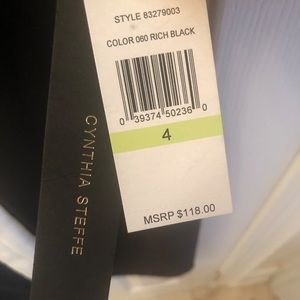 STYLE 83279003
COLOR 060 RICH BLACK
0 39374 50236 0
4
MSRP $118.00
CYNTHIA STEFFE